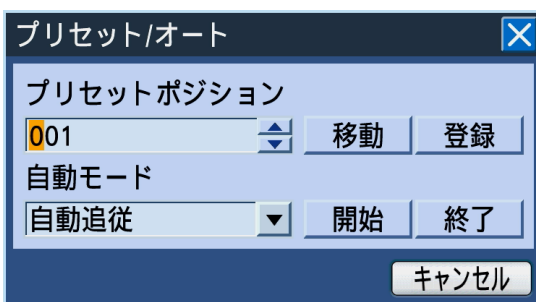 プリセット/オート
プリセットポジション
001 移動 登録
自動モード
自動追従 開始 終了
キャンセル